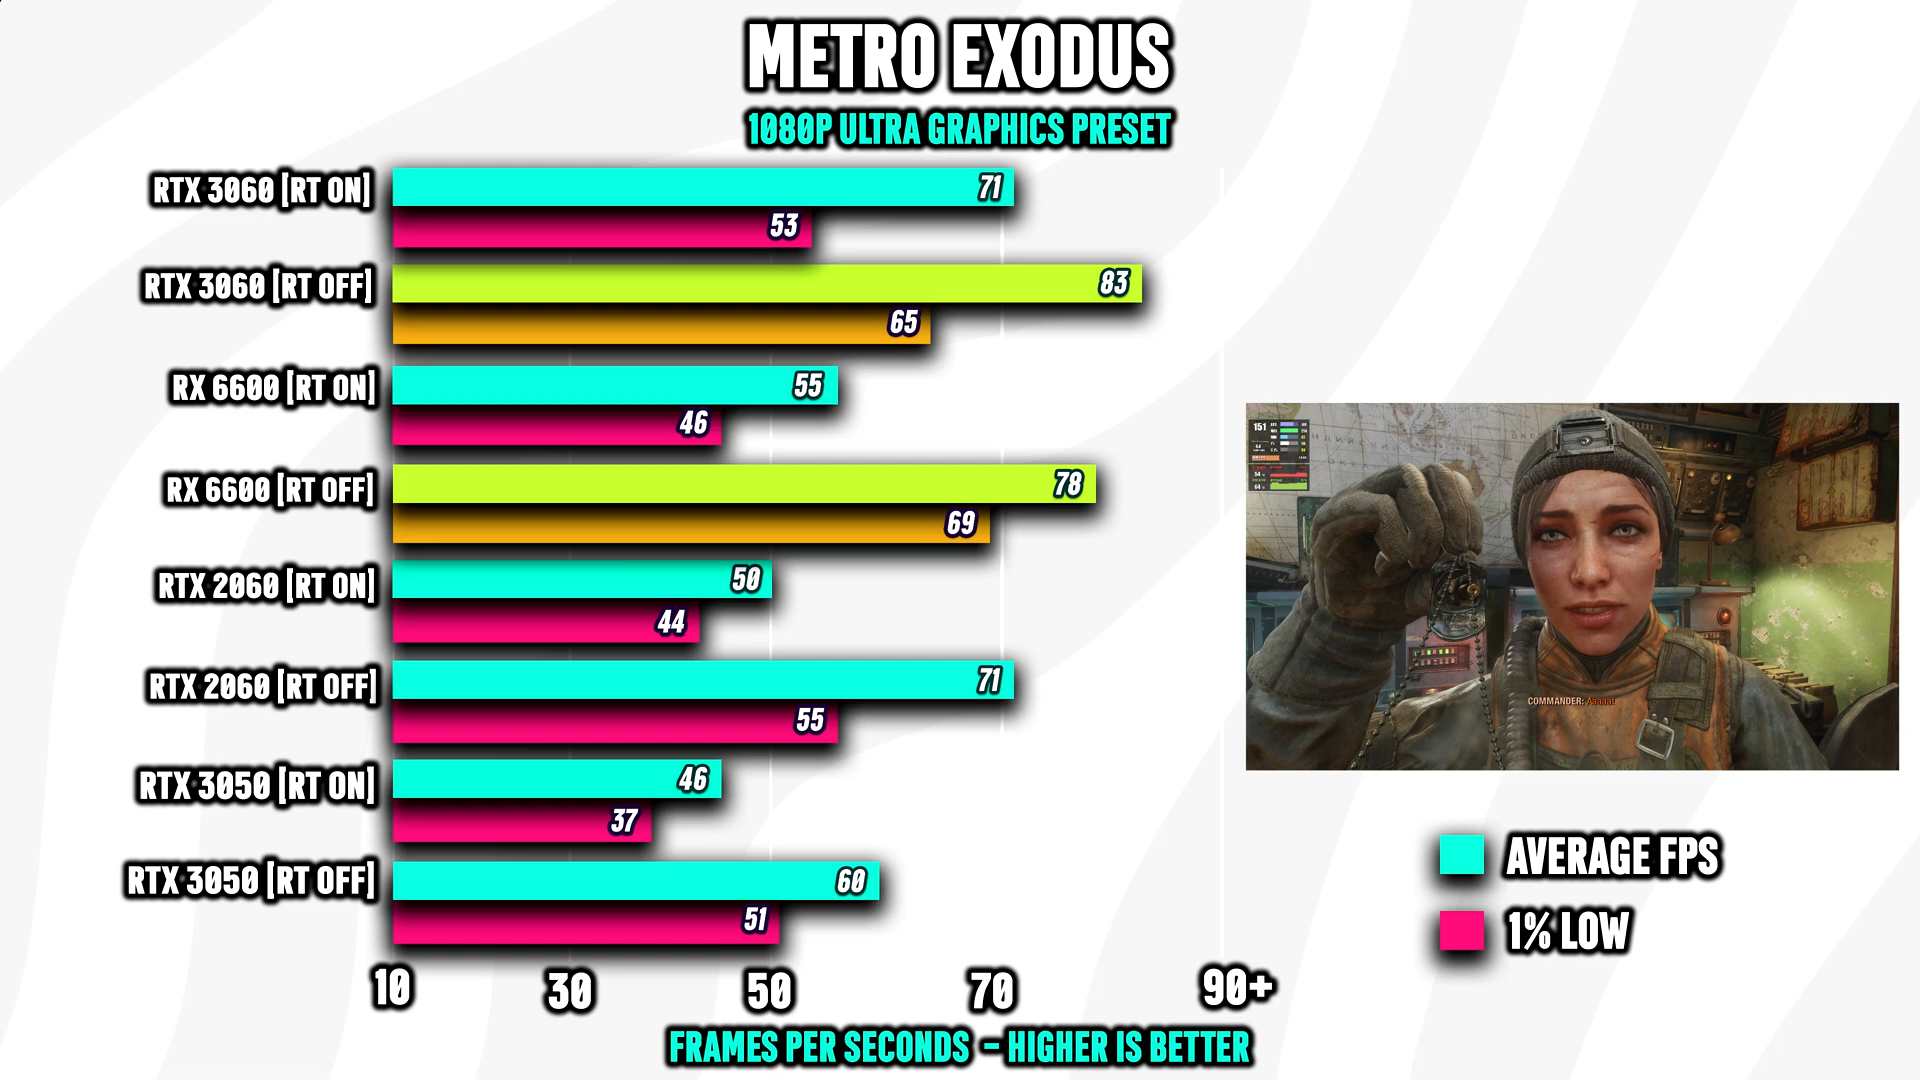 METRO EXODUS
1080P ULTRA GRAPHICS PRESET
RTX 3060 [RT ON]
71
53
RTX 3060 [RT OFF]
83
65
RX 6600 [RT ON]
55
46
RX 6600 [RT OFF]
78
69
RTX 2060 [RT ON]
50
44
RTX 2060 [RT OFF]
71
55
RTX 3050 [RT ON]
46
37
RTX 3050 [RT OFF]
60
51
10 30 50 70 90+
FRAMES PER SECONDS - HIGHER IS BETTER
151
COMMANDER: Aaaaa!
AVERAGE FPS
1% LOW